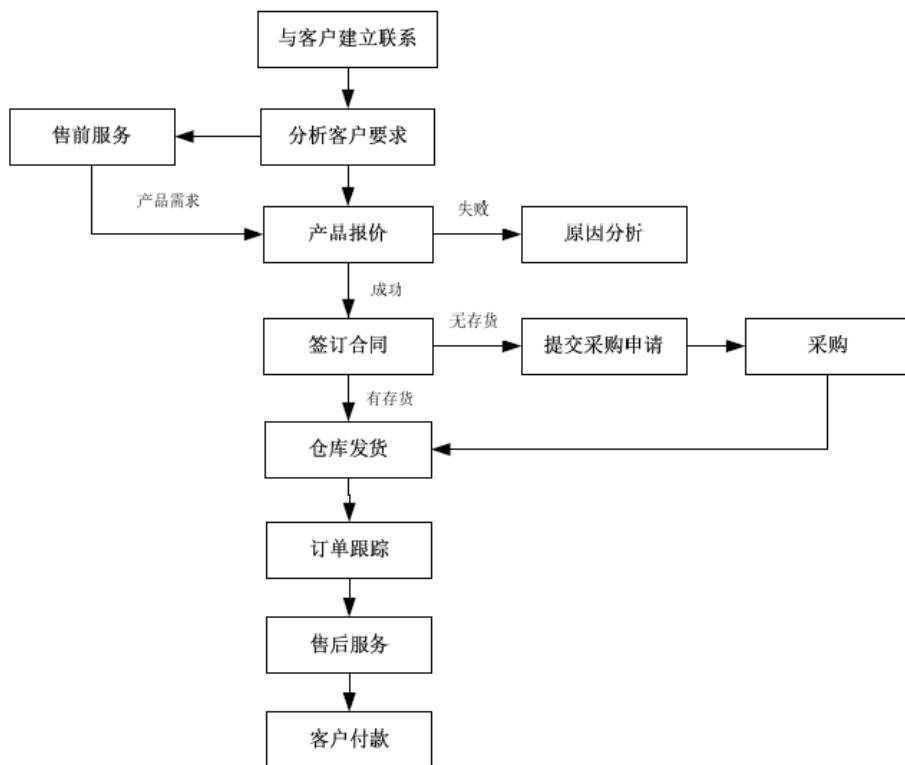 与客户建立联系
售前服务
分析客户要求
产品需求
产品报价
失败
原因分析
成功
签订合同
无存货
提交采购申请
采购
有存货
仓库发货
订单跟踪
售后服务
客户付款